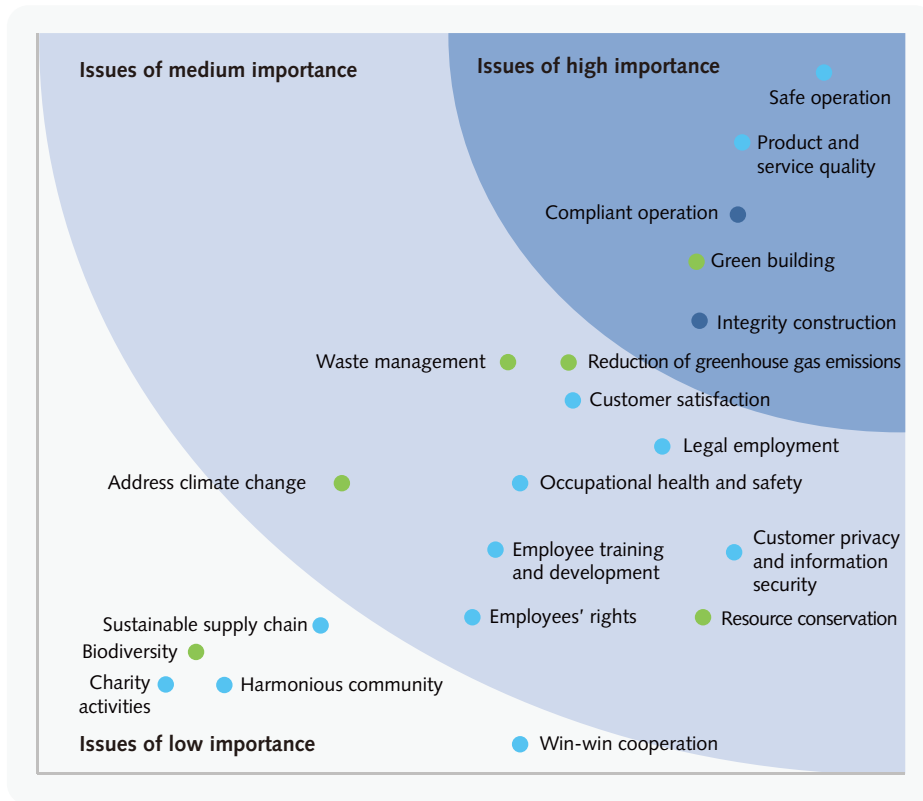 Issues of medium importance
Issues of high importance
Safe operation
Product and
service quality
Compliant operation
Green building
Integrity construction
Waste management
Reduction of greenhouse gas emissions
Customer satisfaction
Legal employment
Address climate change
Occupational health and safety
Employee training
and development
Customer privacy
and information
security
Employees’ rights
Resource conservation
Sustainable supply chain
Biodiversity
Charity
activities
Harmonious community
Issues of low importance
Win-win cooperation